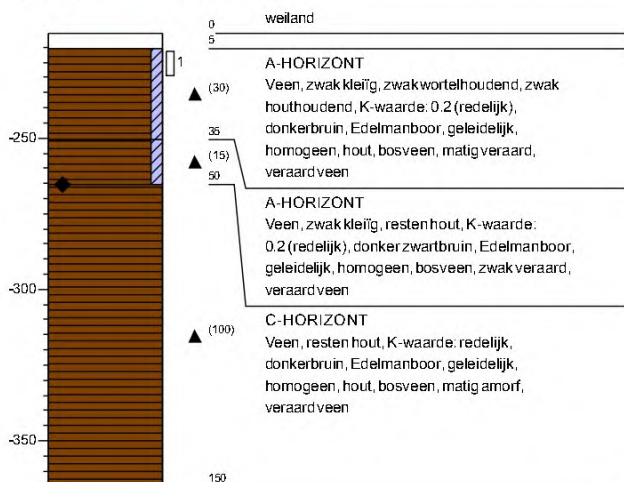 0
weiland
5
1
A-HORIZONT
Veen, zwak kleiïg, zwak wortelhoudend, zwak
houthoudend, K-waarde: 0.2 (redelijk),
donkerbruin, Edelmanboor, geleidelijk,
homogeen, hout, bosveen, matig veraard,
veraard veen
(30)
-250
35
(15)
50
A-HORIZONT
Veen, zwak kleiïg, resten hout, K-waarde:
0.2 (redelijk), donker zwartbruin, Edelmanboor,
geleidelijk, homogeen, bosveen, zwak veraard,
veraard veen
-300
C-HORIZONT
Veen, resten hout, K-waarde: redelijk,
donkerbruin, Edelmanboor, geleidelijk,
homogeen, hout, bosveen, matig amorf,
veraard veen
(100)
-350
150